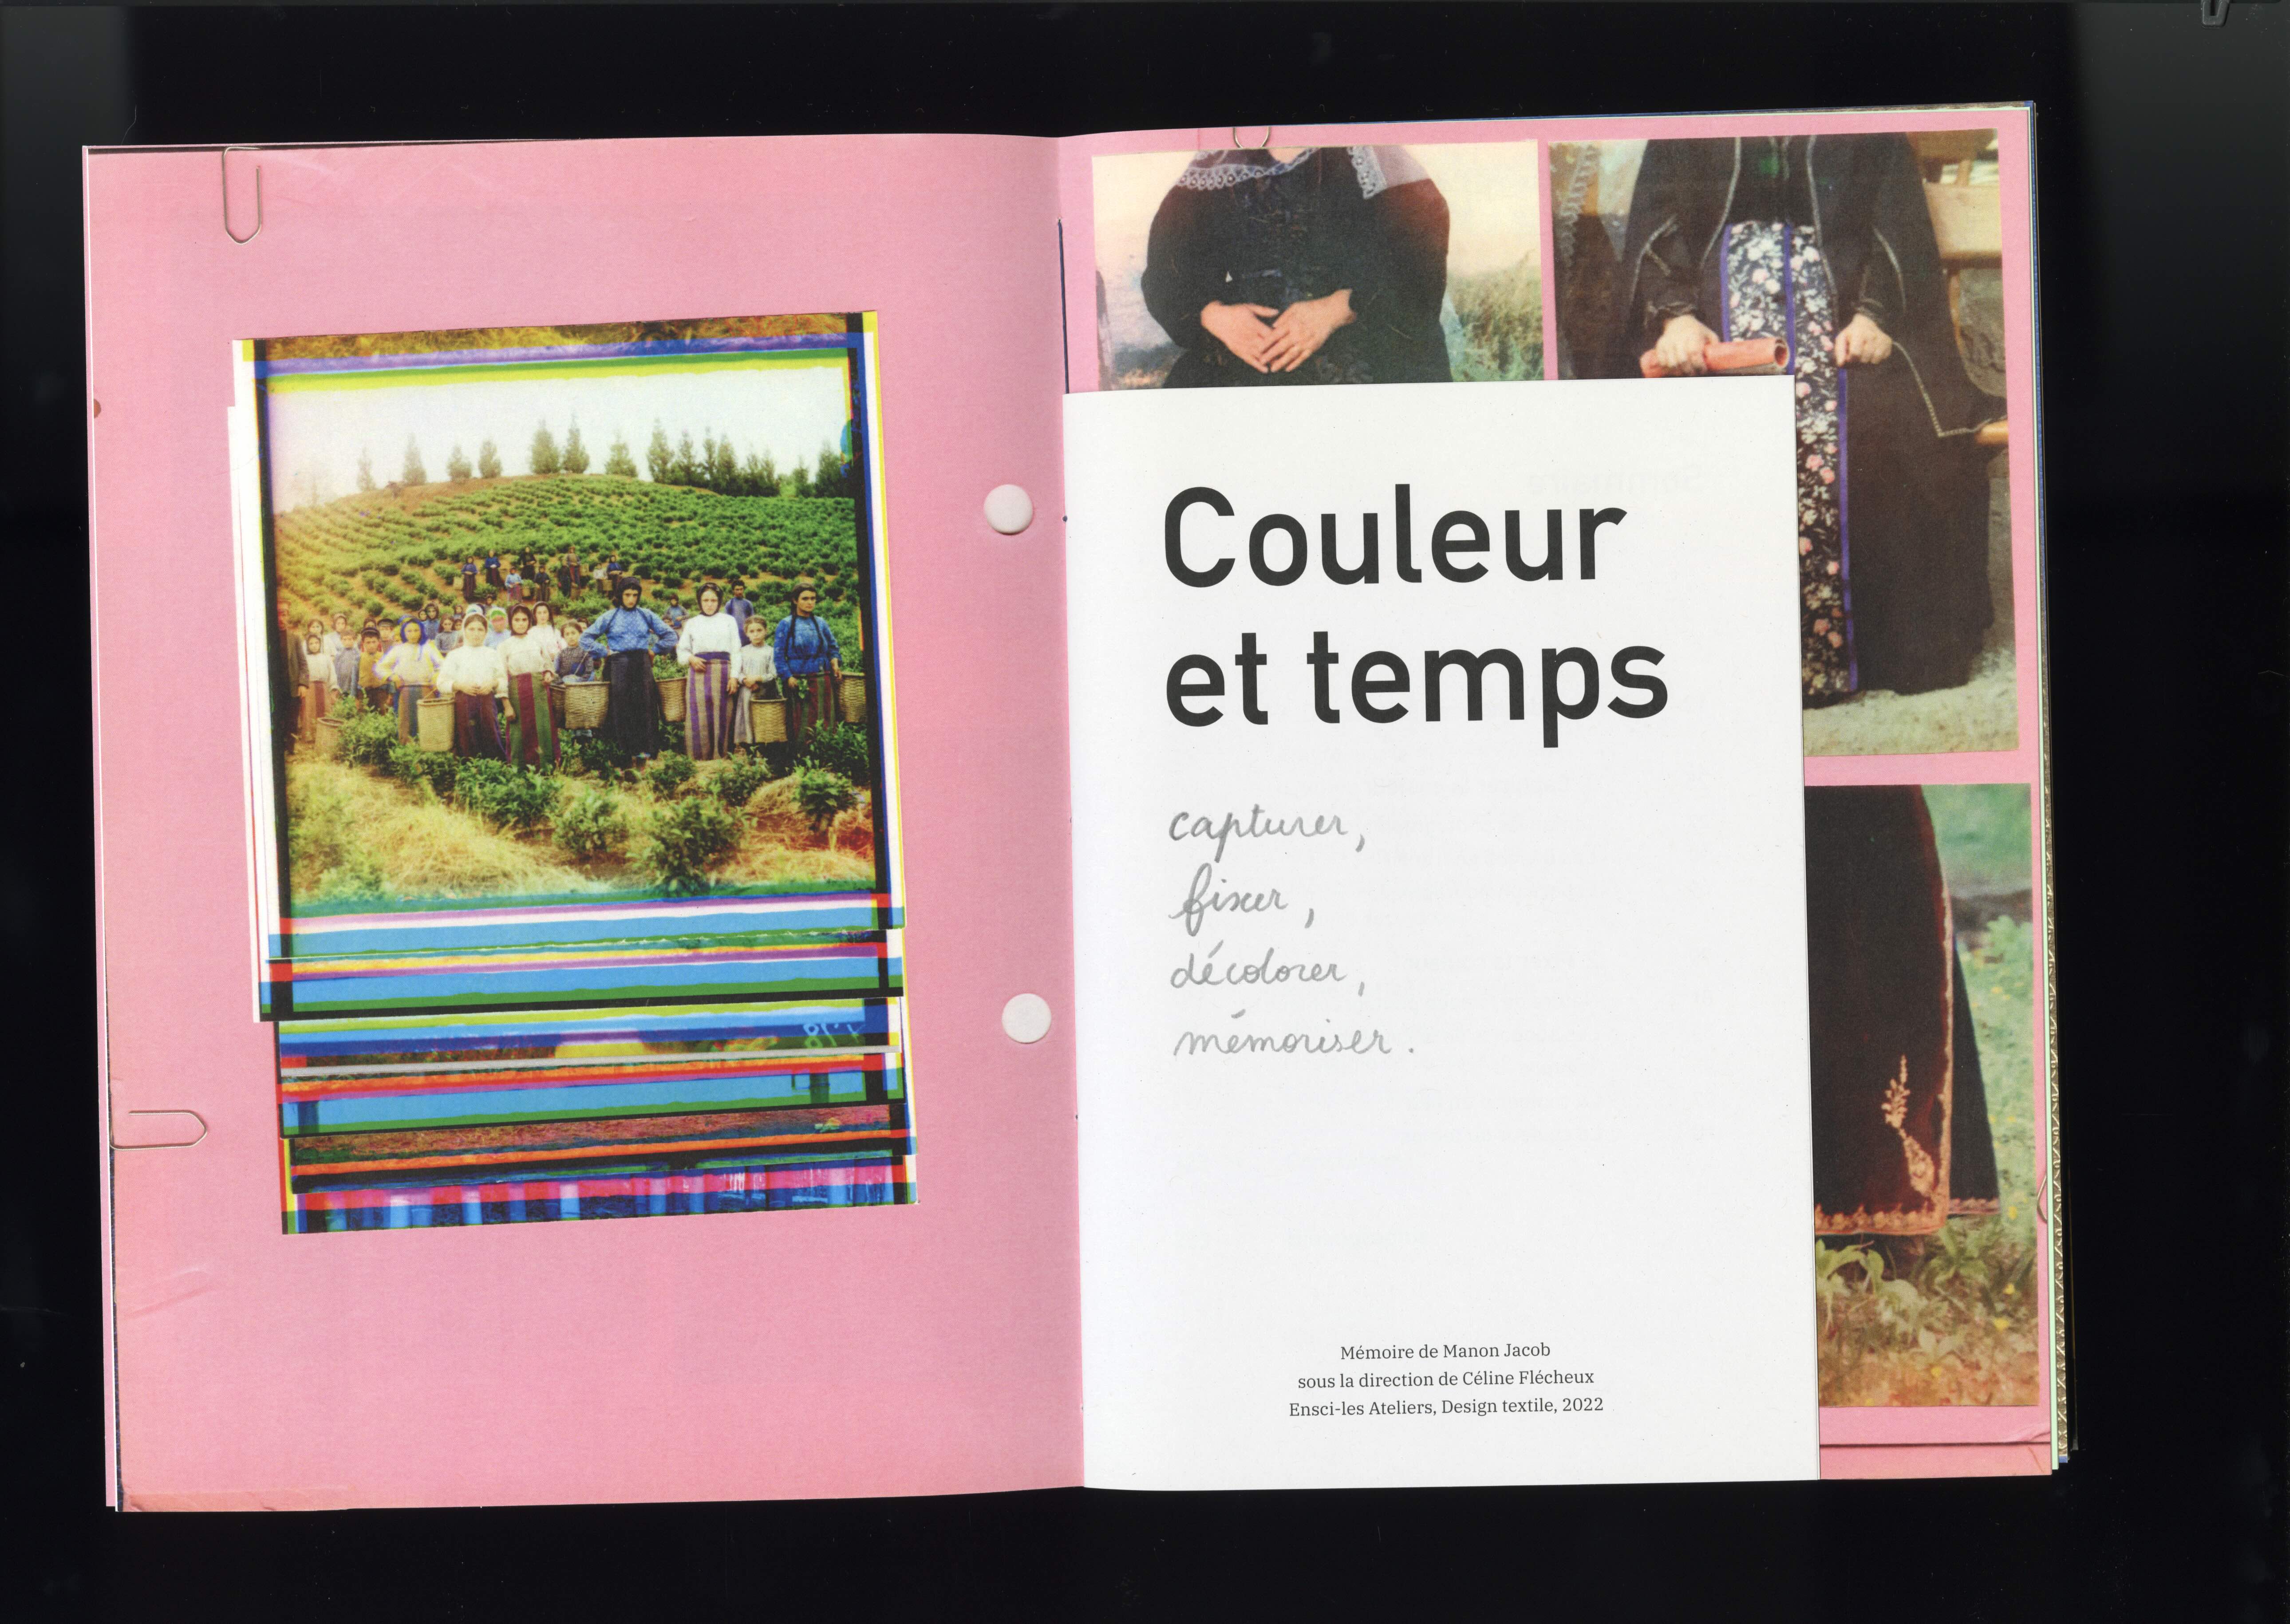 Couleur
et temps
capturer,
fixer,
décolorer,
mémoriser.
Mémoire de Manon Jacob
sous la direction de Céline Flécheux
Ensci-les Ateliers, Design textile, 2022